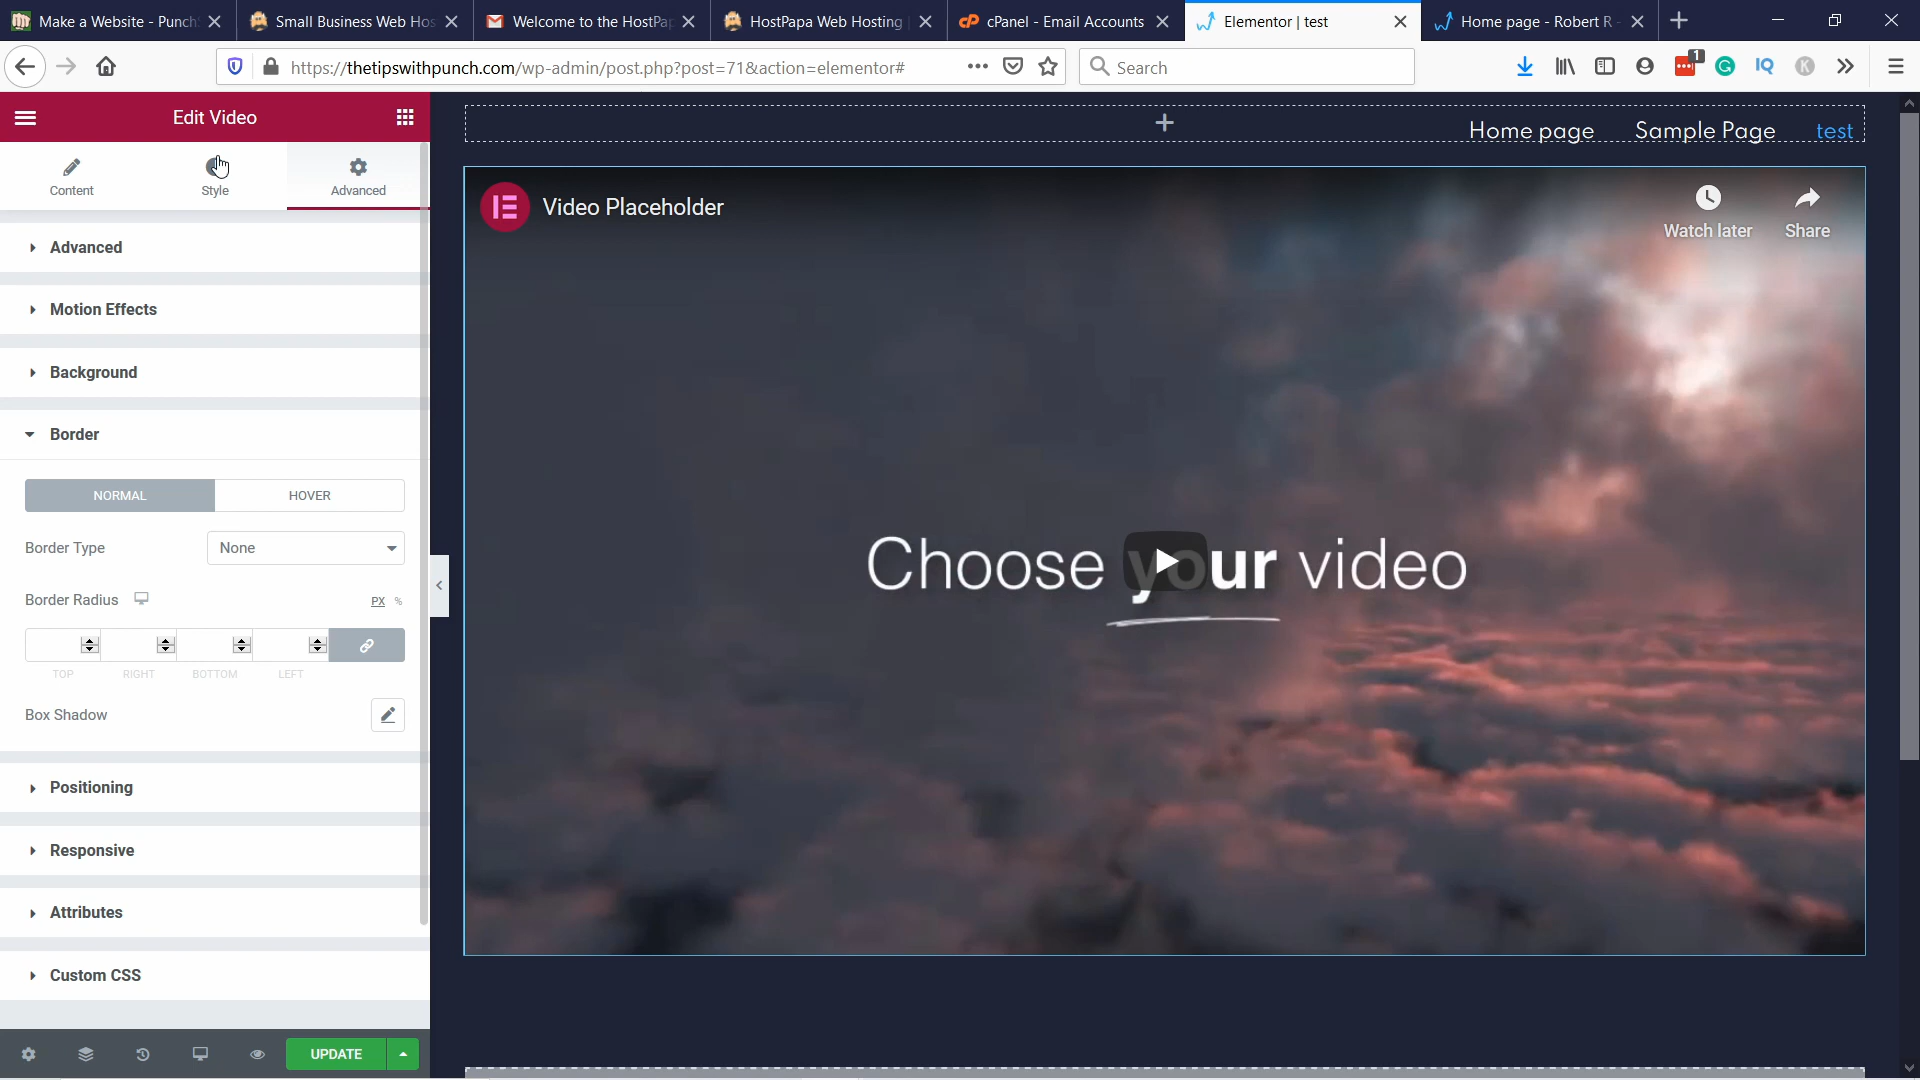 Make a Website - Punch
Small Business Web Hos
Welcome to the HostPa
HostPapa Web Hosting
cPanel - Email Accounts
Elementor | test
Home page - Robert R -
https://thetipswithpunch.com/wp-admin/post.php?post=71&action=elementor#
Search
1
IQ
K
Edit Video
Content
Style
Advanced
Home page
Sample Page
test
Advanced
Motion Effects
Background
Border
NORMAL
HOVER
Border Type
None
Border Radius
PX %
TOP
RIGHT
BOTTOM
LEFT
Box Shadow
Positioning
Responsive
Attributes
Custom CSS
UPDATE
Video Placeholder
Watch later
Share
Choose your video